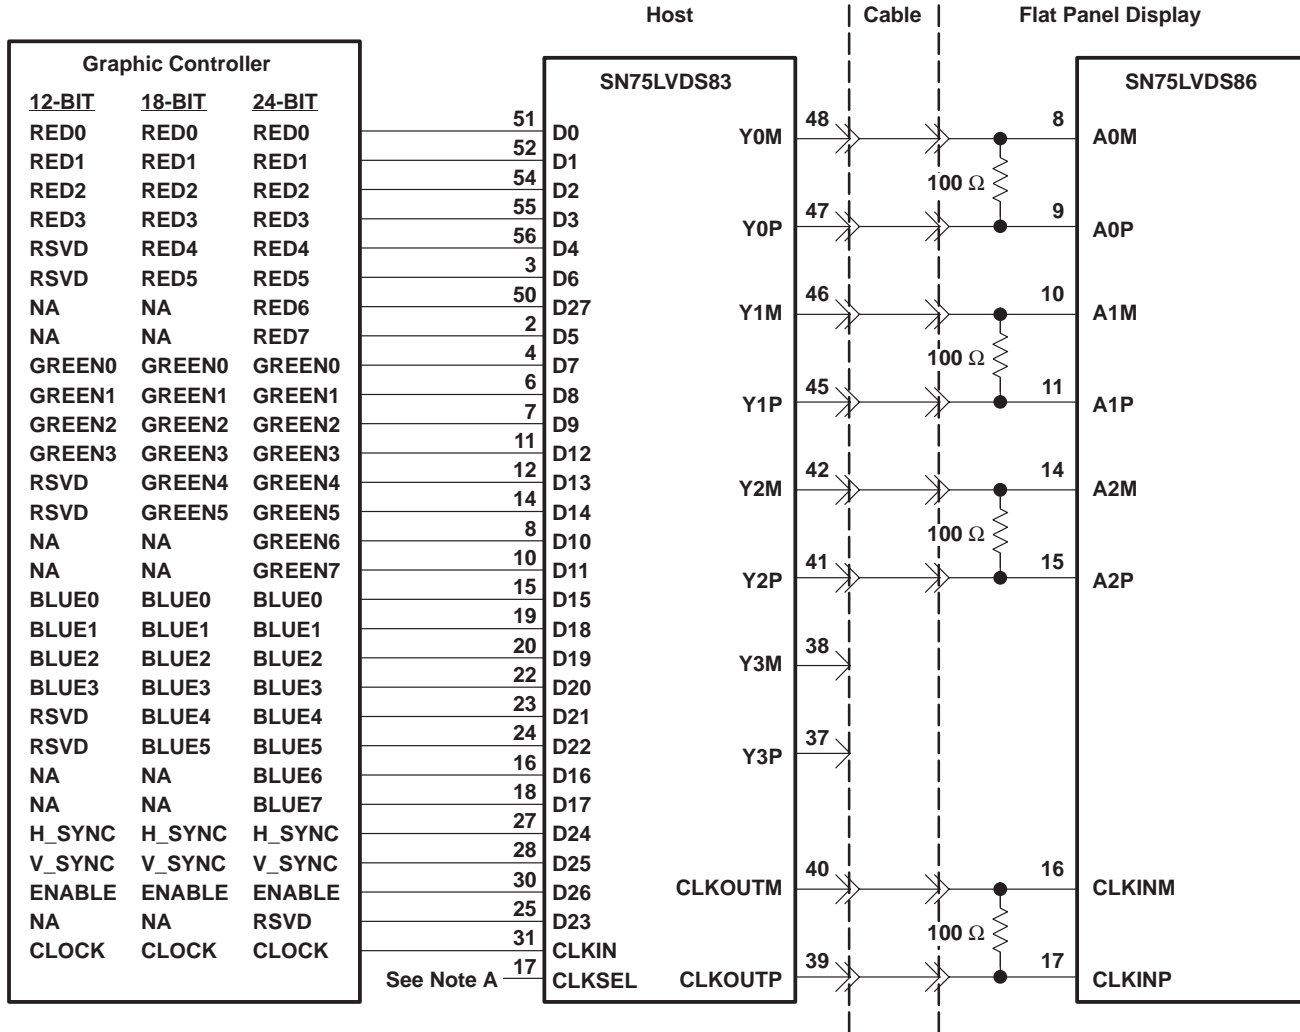 Host Cable Flat Panel Display
Graphic Controller
12-BIT 18-BIT 24-BIT
RED0 RED0 RED0
RED1 RED1 RED1
RED2 RED2 RED2
RED3 RED3 RED3
RSVD RED4 RED4
RSVD RED5 RED5
NA NA RED6
NA NA RED7
GREEN0 GREEN0 GREEN0
GREEN1 GREEN1 GREEN1
GREEN2 GREEN2 GREEN2
GREEN3 GREEN3 GREEN3
RSVD GREEN4 GREEN4
RSVD GREEN5 GREEN5
NA NA GREEN6
NA NA GREEN7
BLUE0 BLUE0 BLUE0
BLUE1 BLUE1 BLUE1
BLUE2 BLUE2 BLUE2
BLUE3 BLUE3 BLUE3
RSVD BLUE4 BLUE4
RSVD BLUE5 BLUE5
NA NA BLUE6
NA NA BLUE7
H_SYNC H_SYNC H_SYNC
V_SYNC V_SYNC V_SYNC
ENABLE ENABLE ENABLE
NA NA RSVD
CLOCK CLOCK CLOCK
See Note A
SN75LVDS83
51 D0
52 D1
54 D2
55 D3
56 D4
3 D6
50 D27
2 D5
4 D7
6 D8
7 D9
11 D12
12 D13
14 D14
8 D10
10 D11
15 D15
19 D18
20 D19
22 D20
23 D21
24 D22
16 D16
18 D17
27 D24
28 D25
30 D26
25 D23
31 CLKIN
17 CLKSEL
Y0M 48
Y0P 47
Y1M 46
Y1P 45
Y2M 42
Y2P 41
Y3M 38
Y3P 37
CLKOUTM 40
CLKOUTP 39
100 Ω
100 Ω
100 Ω
100 Ω
SN75LVDS86
8 A0M
9 A0P
10 A1M
11 A1P
14 A2M
15 A2P
16 CLKINM
17 CLKINP